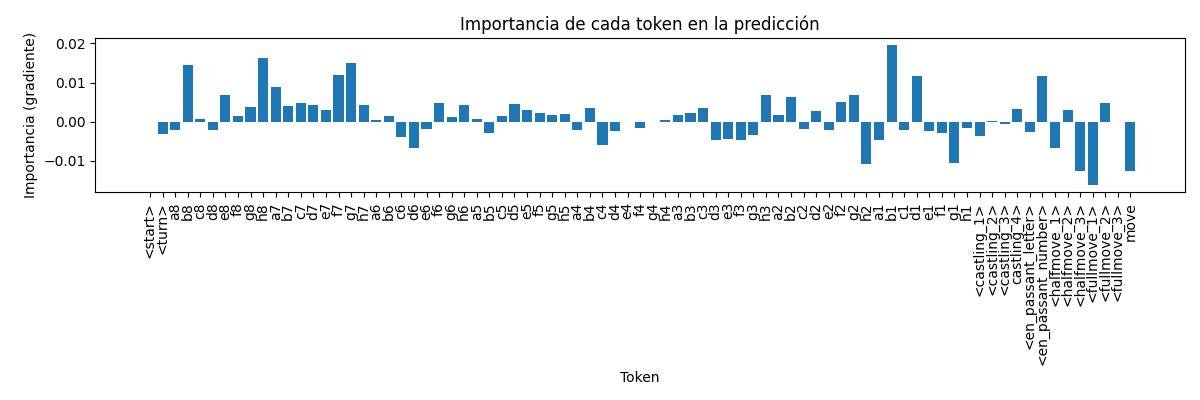 Importancia de cada token en la predicción
Importancia (gradiente)
0.02
0.01
0.00
−0.01
<start>
<turn>
a8
b8
c8
d8
e8
f8
g8
h8
a7
b7
c7
d7
e7
f7
g7
h7
a6
b6
c6
d6
e6
f6
g6
h6
a5
b5
c5
d5
e5
f5
g5
h5
a4
b4
c4
d4
e4
f4
g4
h4
a3
b3
c3
d3
e3
f3
g3
h3
a2
b2
c2
d2
e2
f2
g2
h2
a1
b1
c1
d1
e1
f1
g1
h1
<castling_1>
<castling_2>
<castling_3>
castling_4>
<en_passant_letter>
<en_passant_number>
<halfmove_1>
<halfmove_2>
<halfmove_3>
<fullmove_1>
<fullmove_2>
<fullmove_3>
move
Token